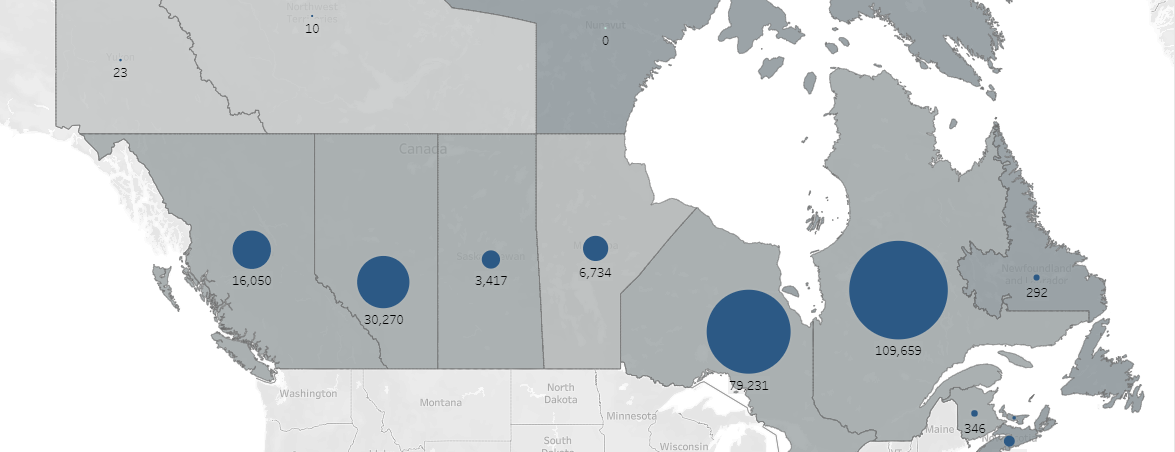 Northwest
Territories
10
Nunavut
0
Yukon
23
Canada
16,050
30,270
Saskatchewan
3,417
6,734
79,231
109,659
Newfoundland
and Labrador
292
346
Washington
Montana
North
Dakota
Minnesota
South
Dakota
Wisconsin
Maine
VT